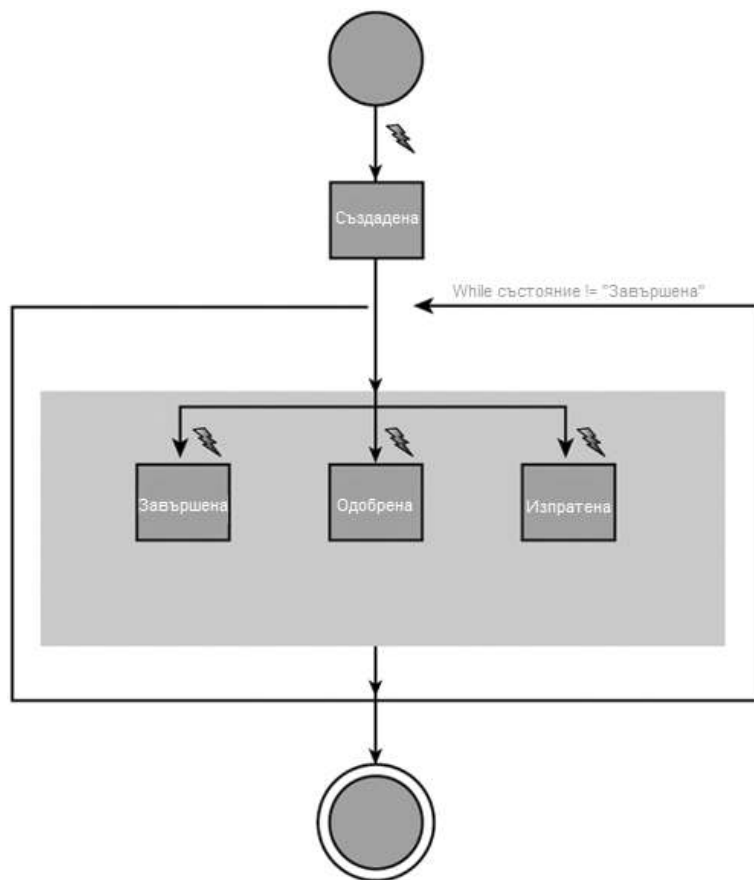 Създадена
While състояние != "Завършена"
Завършена
Одобрена
Изпратена